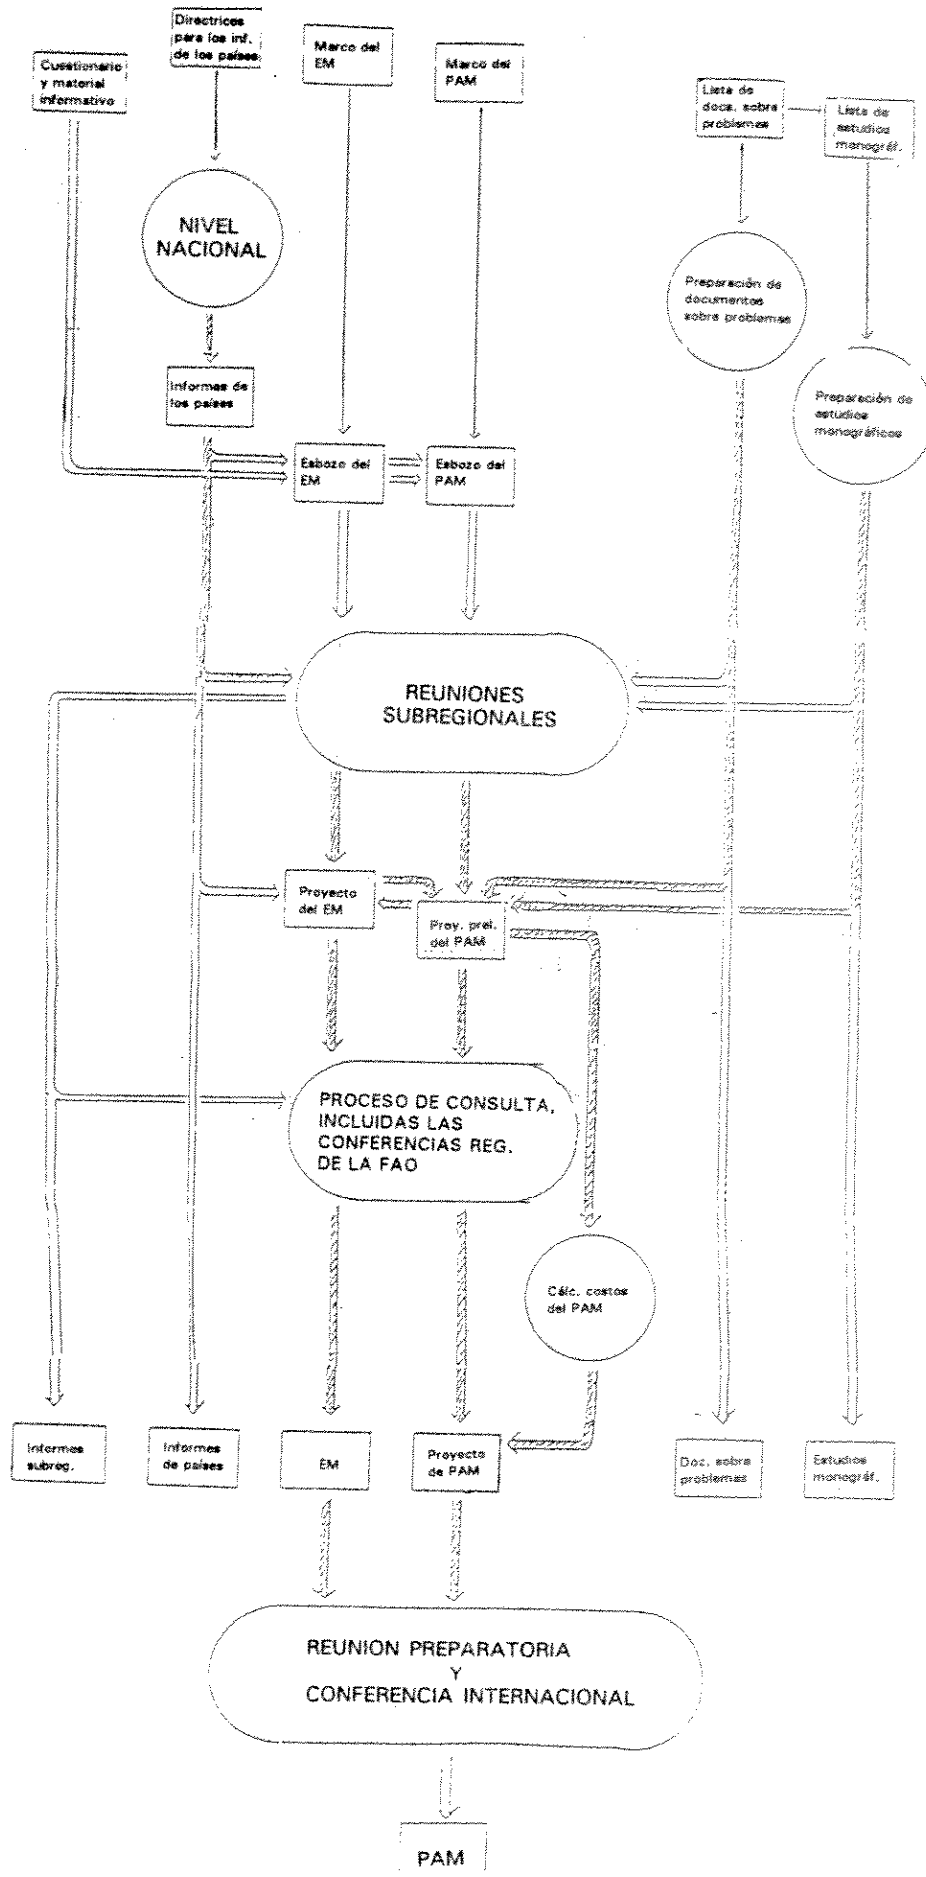 Directrices
para los inf.
de los países
Marco del
EM
Marco del
PAM
Cuestionario
y material
informativo
Lista de
docs. sobre
problemas
Lista de
estudios
monográf.
NIVEL
NACIONAL
Preparación de
documentos
sobre problemas
Informes de
los países
Preparación de
estudios
monográficos
Esbozo del
EM
Esbozo del
PAM
REUNIONES
SUBREGIONALES
Proyecto
del EM
Proy. prel.
del PAM
PROCESO DE CONSULTA,
INCLUIDAS LAS
CONFERENCIAS REG.
DE LA FAO
Cálc. costos
del PAM
Informes
subreg.
Informes
de países
EM
Proyecto
de PAM
Doc. sobre
problemas
Estudios
monográf.
REUNION PREPARATORIA
Y
CONFERENCIA INTERNACIONAL
PAM